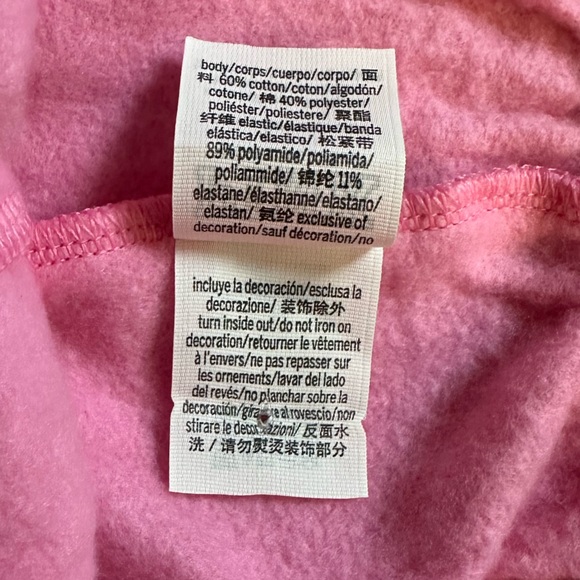 body/corps/cuerpo/corpo/ 面
料 60% cotton/coton/algodón/
cotone/ 棉 40% polyester/
poliéster/poliestere/ 聚酯
纤维 elastic/élastique/banda
elástica/elastico/ 松紧带
89% polyamide/poliamida/
poliammide/ 锦纶 11%
elastane/élasthanne/elastano/
elastan/ 氨纶 exclusive of
decoration/sauf décoration/no
incluye la decoración/esclusa la
decorazione/ 装饰除外
turn inside out/do not iron on
decoration/retourner le vêtement
à l'envers/ne pas repasser sur
les ornements/lavar del lado
del revés/no planchar sobre la
decoración/ al rovescio/non
stirare le decorazioni/ 反面水
洗 / 请勿熨烫装饰部分